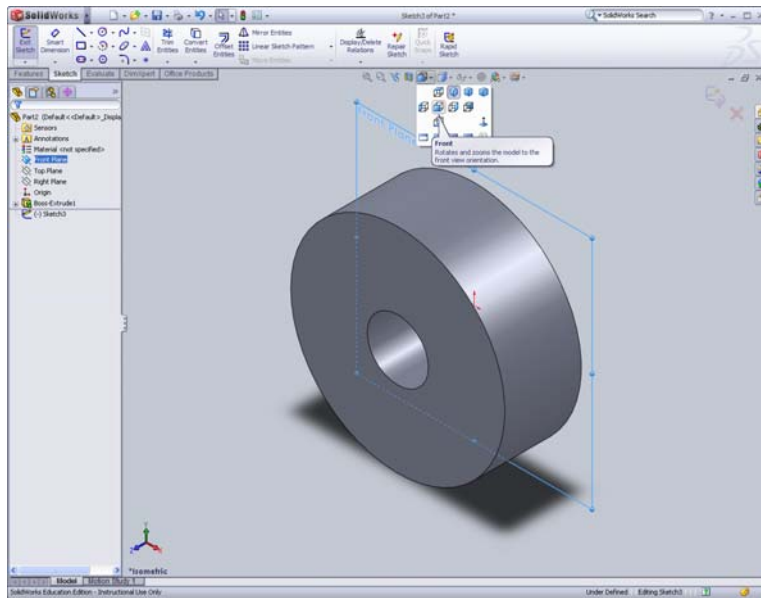 SolidWorks
Sketch3 of Part2 *
SolidWorks Search
Exit Sketch
Smart Dimension
Trim Entities
Convert Entities
Offset Entities
Mirror Entities
Linear Sketch Pattern
Move Entities
Display/Delete Relations
Repair Sketch
Quick Snaps
Rapid Sketch
Features Sketch Evaluate DimXpert Office Products
Part2 (Default<<Default>_Displa
Sensors
Annotations
Material <not specified>
Front Plane
Top Plane
Right Plane
Origin
Boss-Extrude1
(-) Sketch3
Front Plane
Front
Rotates and zooms the model to the
front view orientation.
Y
Z
X
*Isometric
Model Motion Study 1
SolidWorks Education Edition - Instructional Use Only
Under Defined Editing Sketch3